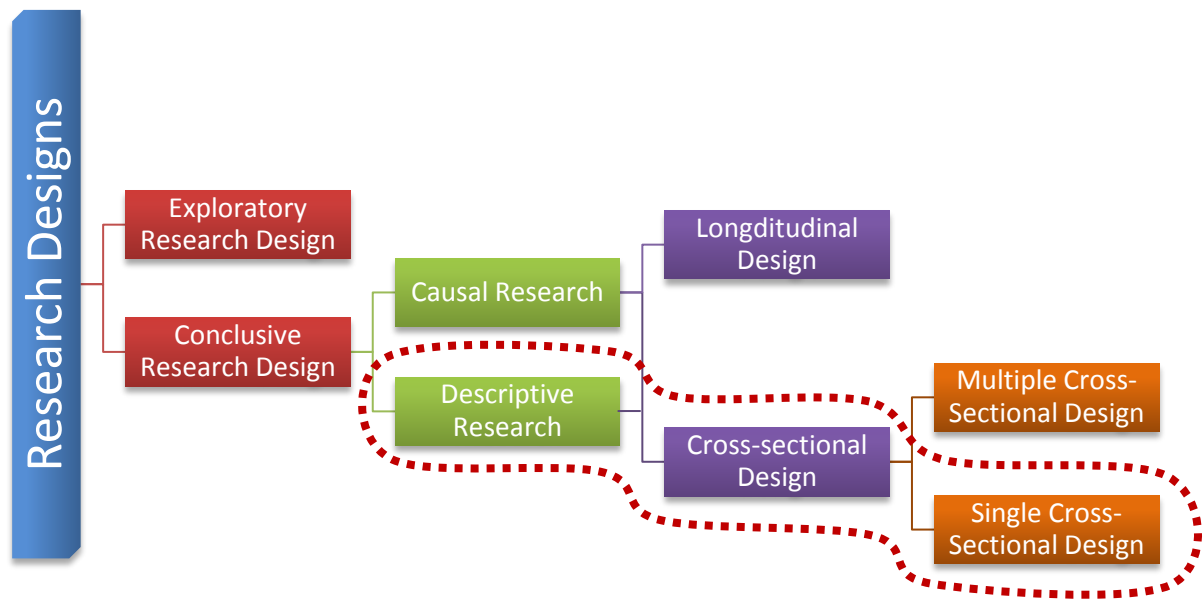 Research Designs
Exploratory
Research Design
Conclusive
Research Design
Causal Research
Descriptive
Research
Longditudinal
Design
Cross-sectional
Design
Multiple Cross-
Sectional Design
Single Cross-
Sectional Design